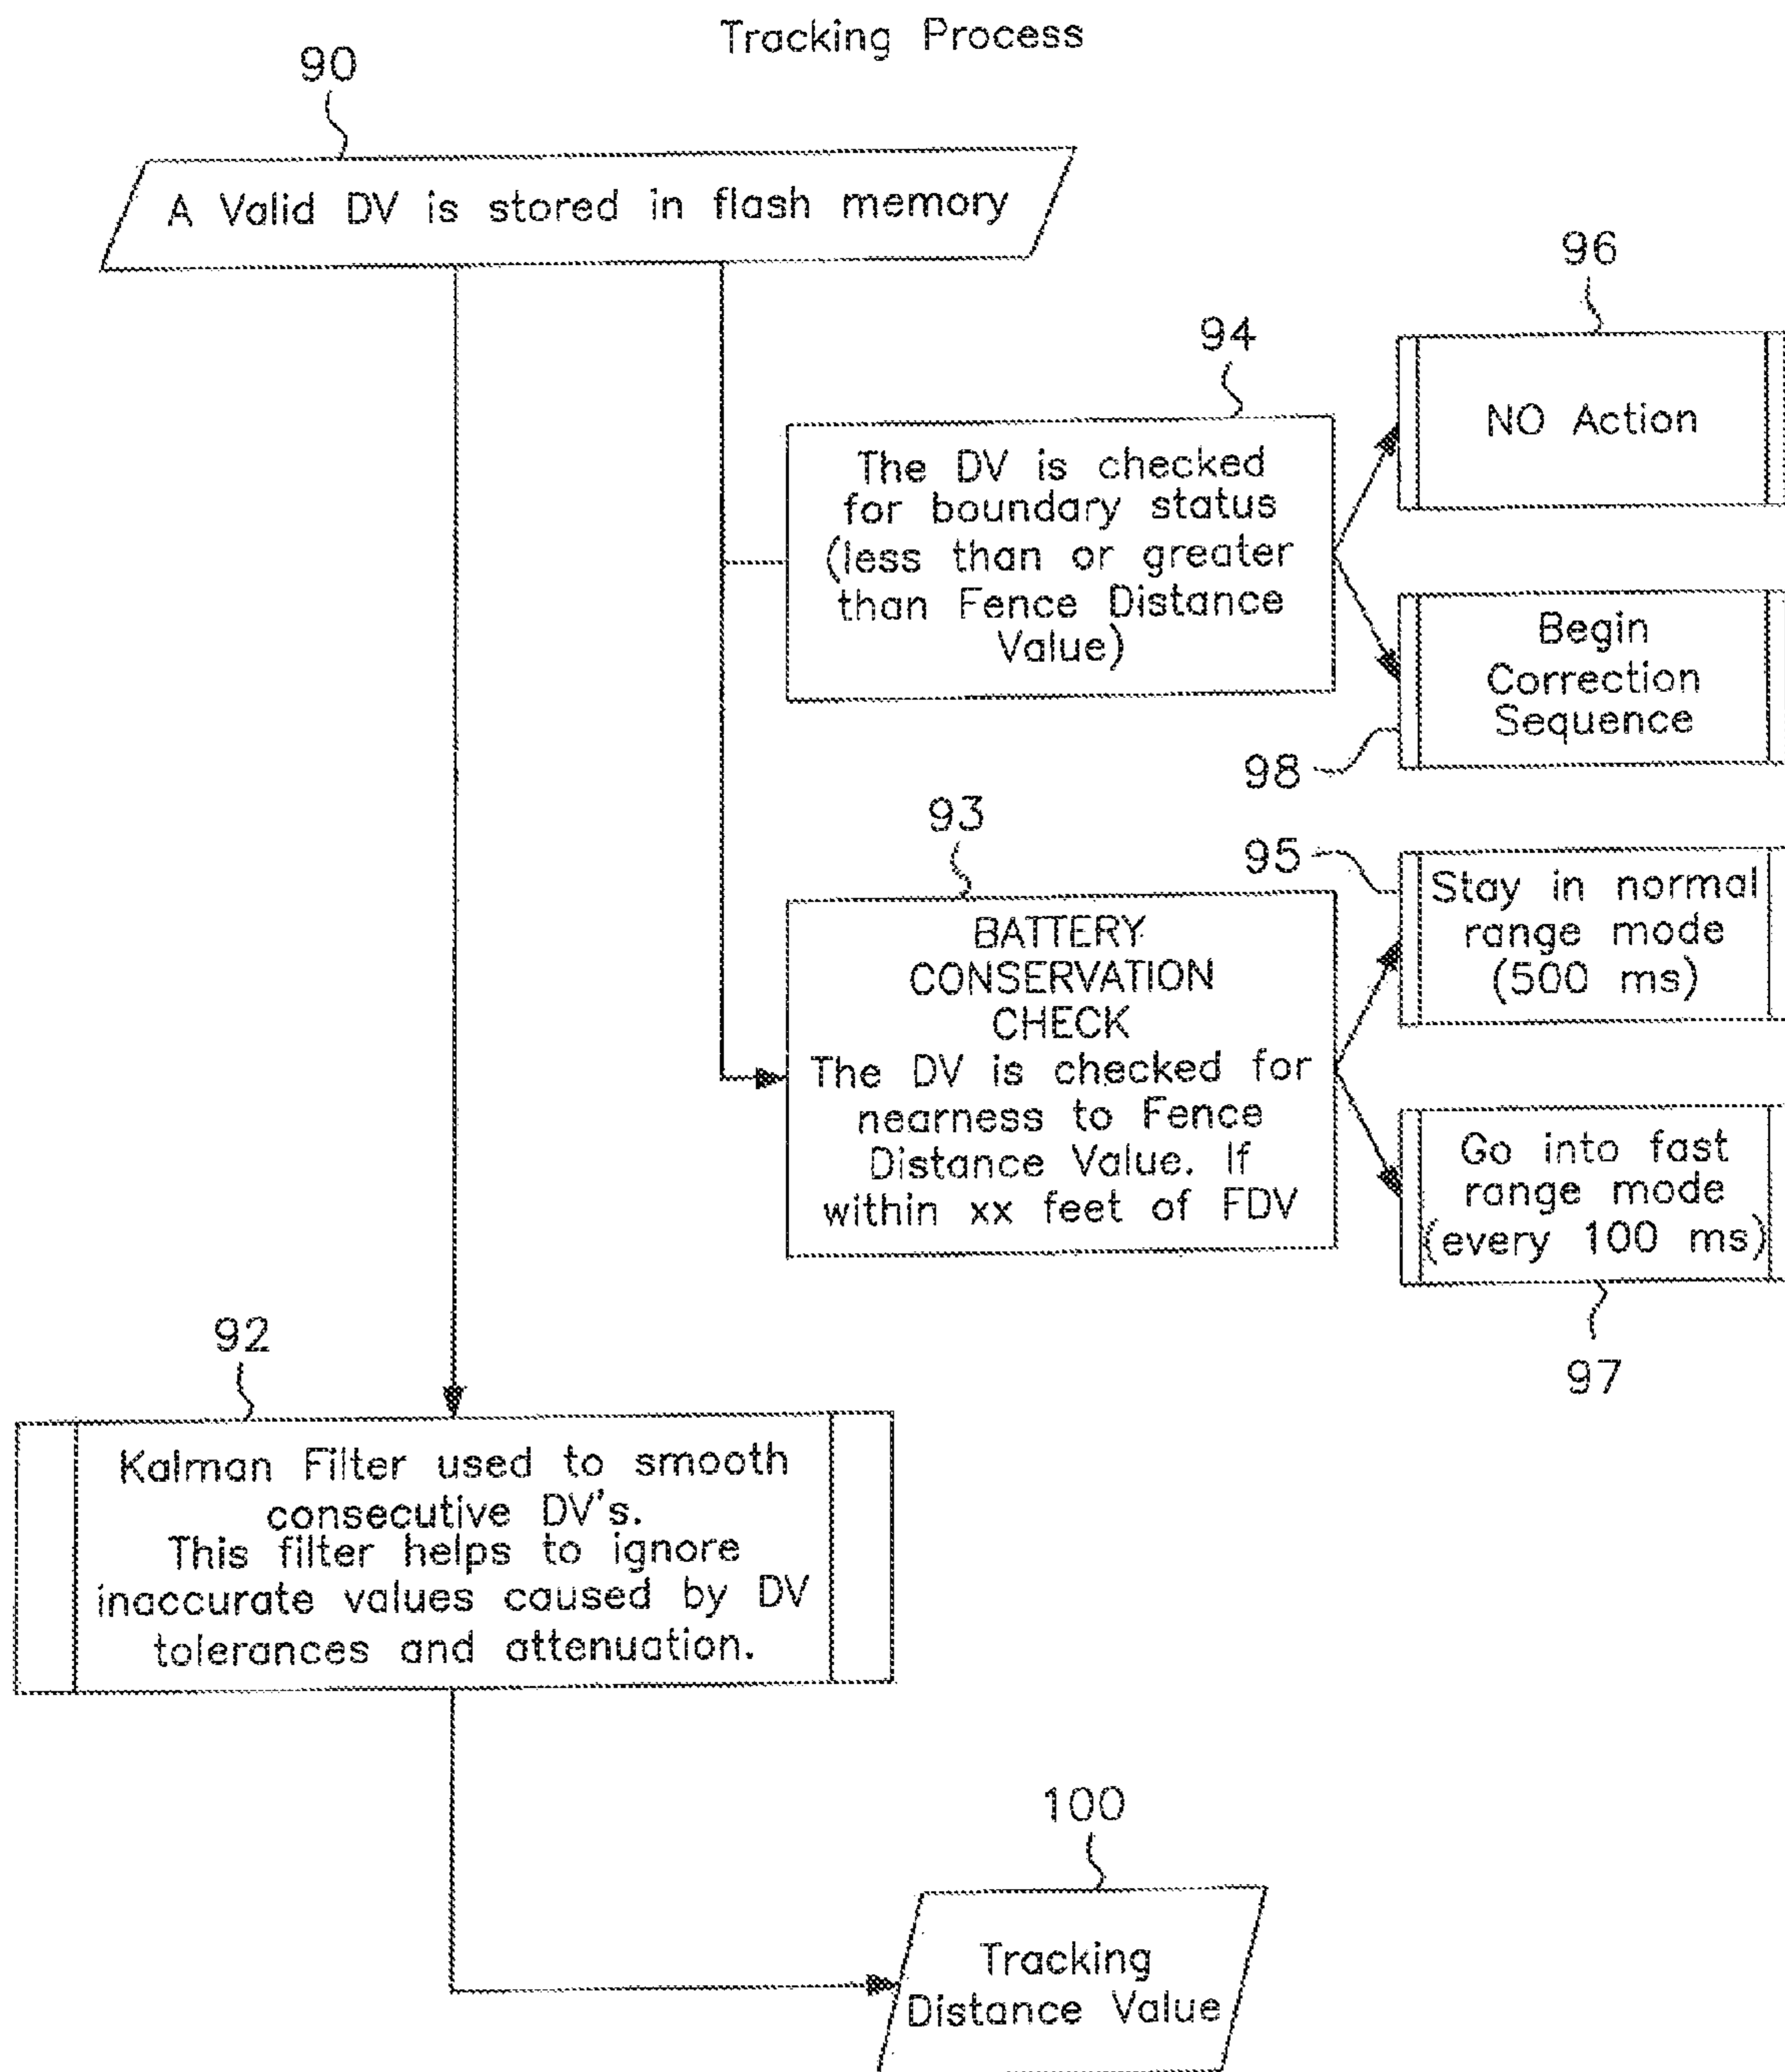 Tracking Process
90
A Valid DV is stored in flash memory
96
NO Action
94
The DV is checked
for boundary status
(less than or greater
than Fence Distance
Value)
Begin
Correction
Sequence
98
93
BATTERY
CONSERVATION
CHECK
The DV is checked for
nearness to Fence
Distance Value. If
within xx feet of FDV
95
Stay in normal
range mode
(500 ms)
Go into fast
range mode
(every 100 ms)
97
92
Kalman Filter used to smooth
consecutive DV's.
This filter helps to ignore
inaccurate values caused by DV
tolerances and attenuation.
100
Tracking
Distance Value